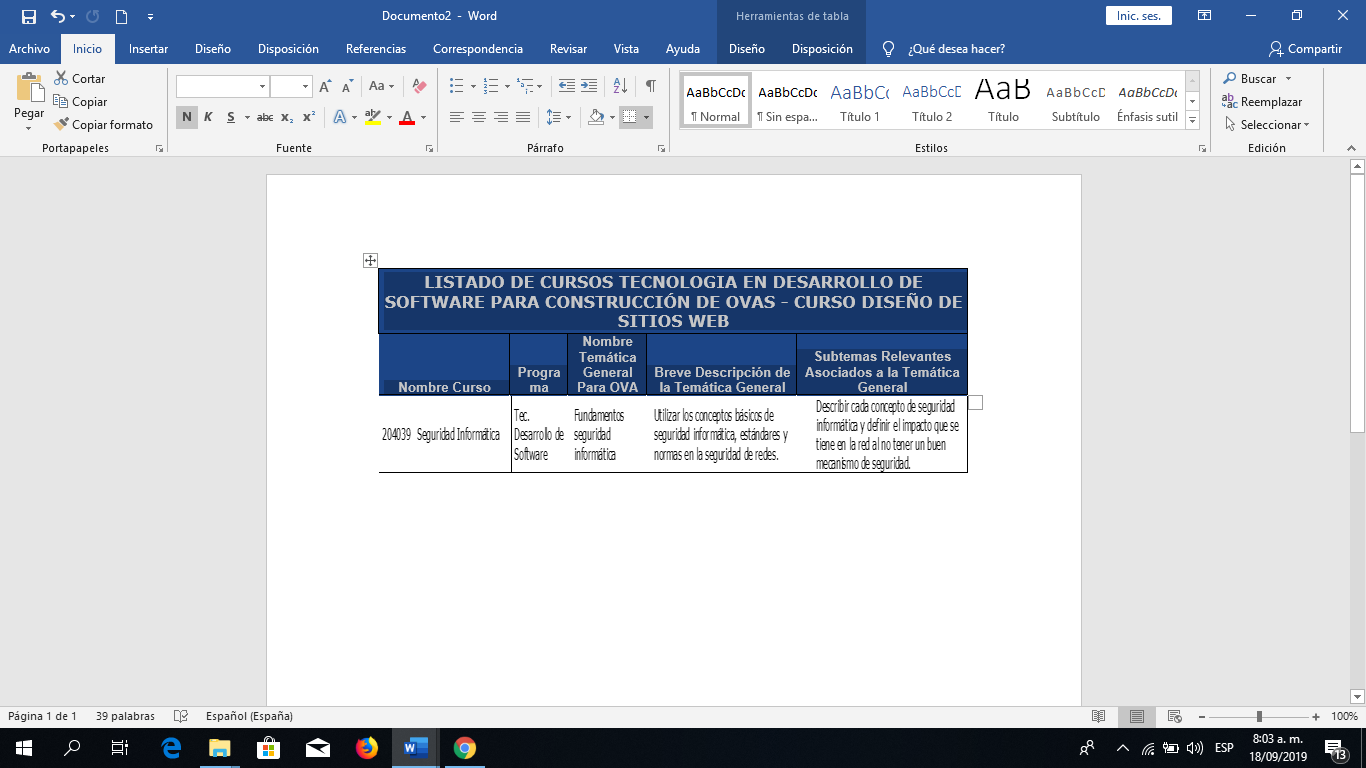 Documento2 - Word
Herramientas de tabla
Inic. ses.
Archivo Inicio Insertar Diseño Disposición Referencias Correspondencia Revisar Vista Ayuda Diseño Disposición ¿Qué desea hacer? Compartir
Pegar
Cortar
Copiar
Copiar formato
Portapapeles
Aa
N K S abc x₂ x²
A ab A
Fuente
Párrafo
AaBbCcDc AaBbCcDc AaBbCc AaBbCcD AaB AaBbCcD AaBbCcDc
¶ Normal ¶ Sin espa... Título 1 Título 2 Título Subtítulo Énfasis sutil
Estilos
Buscar
Reemplazar
Seleccionar
Edición
LISTADO DE CURSOS TECNOLOGIA EN DESARROLLO DE
SOFTWARE PARA CONSTRUCCIÓN DE OVAS - CURSO DISEÑO DE
SITIOS WEB
Nombre Curso
Progra
ma
Nombre
Temática
General
Para OVA
Breve Descripción de
la Temática General
Subtemas Relevantes
Asociados a la Temática
General
204039 Seguridad Informática
Tec.
Desarrollo de
Software
Fundamentos
seguridad
informática
Utilizar los conceptos básicos de
seguridad informática, estándares y
normas en la seguridad de redes.
Describir cada concepto de seguridad
informática y definir el impacto que se
tiene en la red al no tener un buen
mecanismo de seguridad.
Página 1 de 1 39 palabras Español (España) 100%
ESP
8:03 a. m.
18/09/2019
13